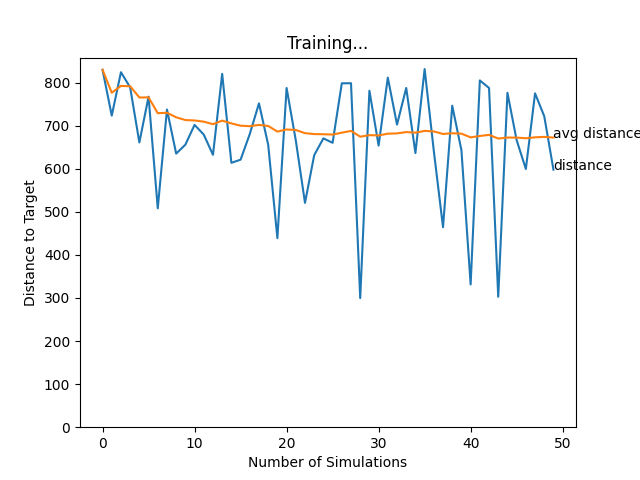 Training...
Distance to Target
800
700
600
500
400
300
200
100
0
avg distance
distance
0 10 20 30 40 50
Number of Simulations